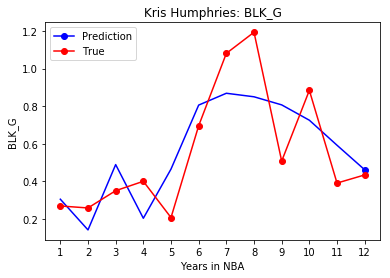 Kris Humphries: BLK_G
Prediction
True
BLK_G
1.2
1.0
0.8
0.6
0.4
0.2
1 2 3 4 5 6 7 8 9 10 11 12
Years in NBA